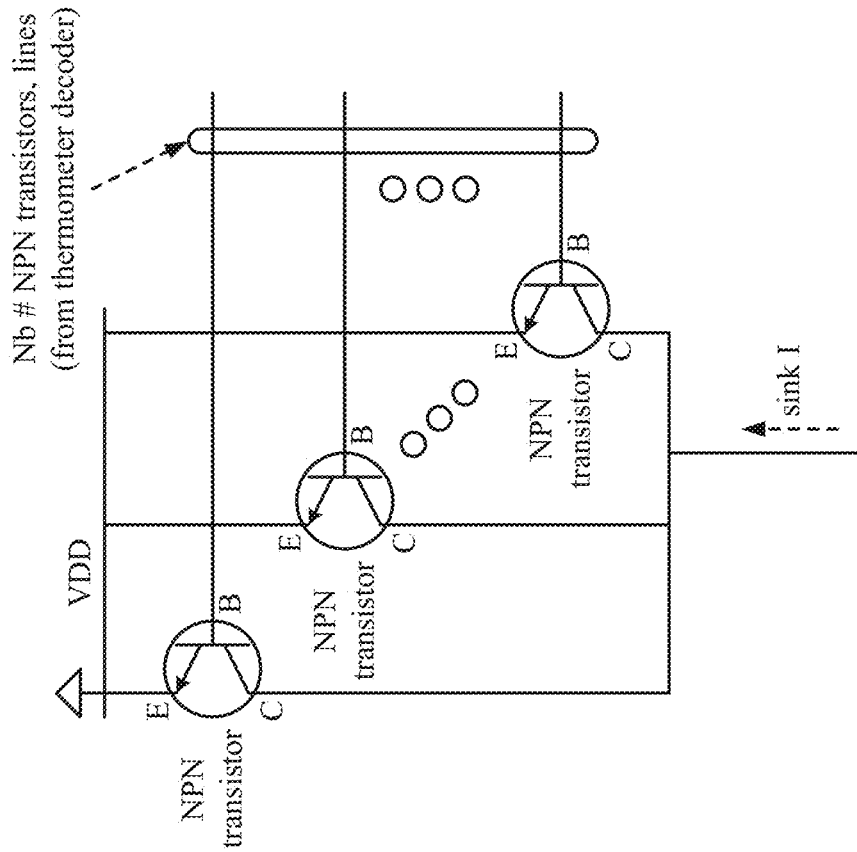 Nb # NPN transistors, lines
(from thermometer decoder)
VDD
E
B
C
NPN
transistor
E
B
C
NPN
transistor
E
B
C
NPN
transistor
sink I